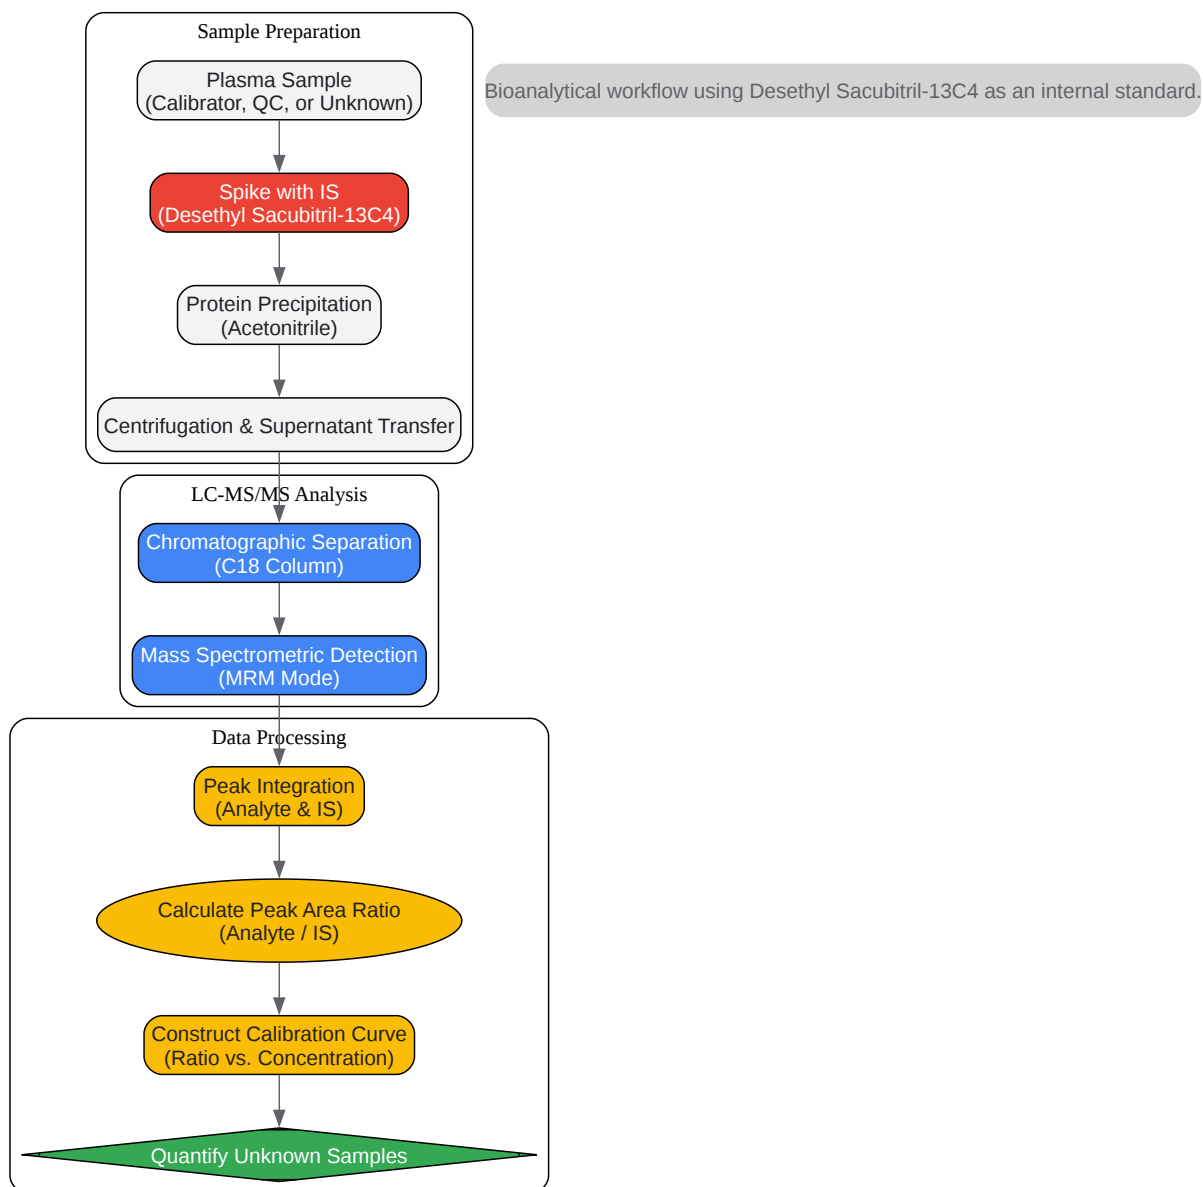 Sample Preparation
Plasma Sample
(Calibrator, QC, or Unknown)
Bioanalytical workflow using Desethyl Sacubitril-13C4 as an internal standard.
Spike with IS
(Desethyl Sacubitril-13C4)
Protein Precipitation
(Acetonitrile)
Centrifugation & Supernatant Transfer
LC-MS/MS Analysis
Chromatographic Separation
(C18 Column)
Mass Spectrometric Detection
(MRM Mode)
Data Processing
Peak Integration
(Analyte & IS)
Calculate Peak Area Ratio
(Analyte / IS)
Construct Calibration Curve
(Ratio vs. Concentration)
Quantify Unknown Samples